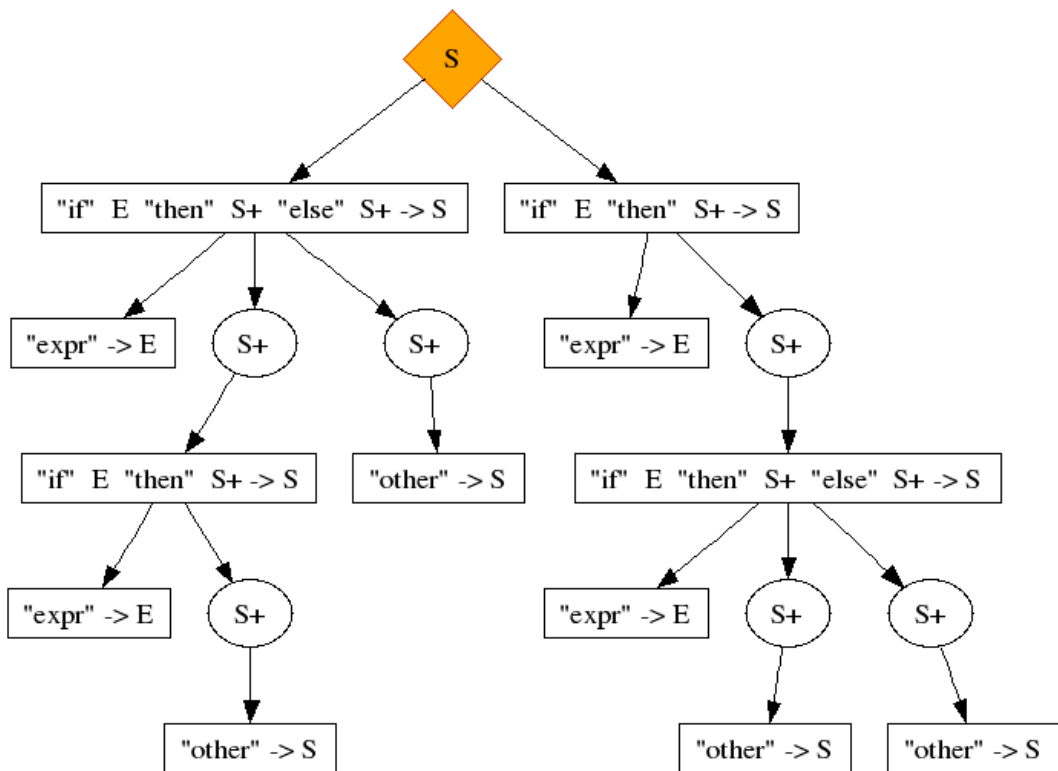 S
"if" E "then" S+ "else" S+ -> S
"if" E "then" S+ -> S
"expr" -> E
S+
S+
"expr" -> E
S+
"if" E "then" S+ -> S
"other" -> S
"if" E "then" S+ "else" S+ -> S
"expr" -> E
S+
"expr" -> E
S+
S+
"other" -> S
"other" -> S
"other" -> S